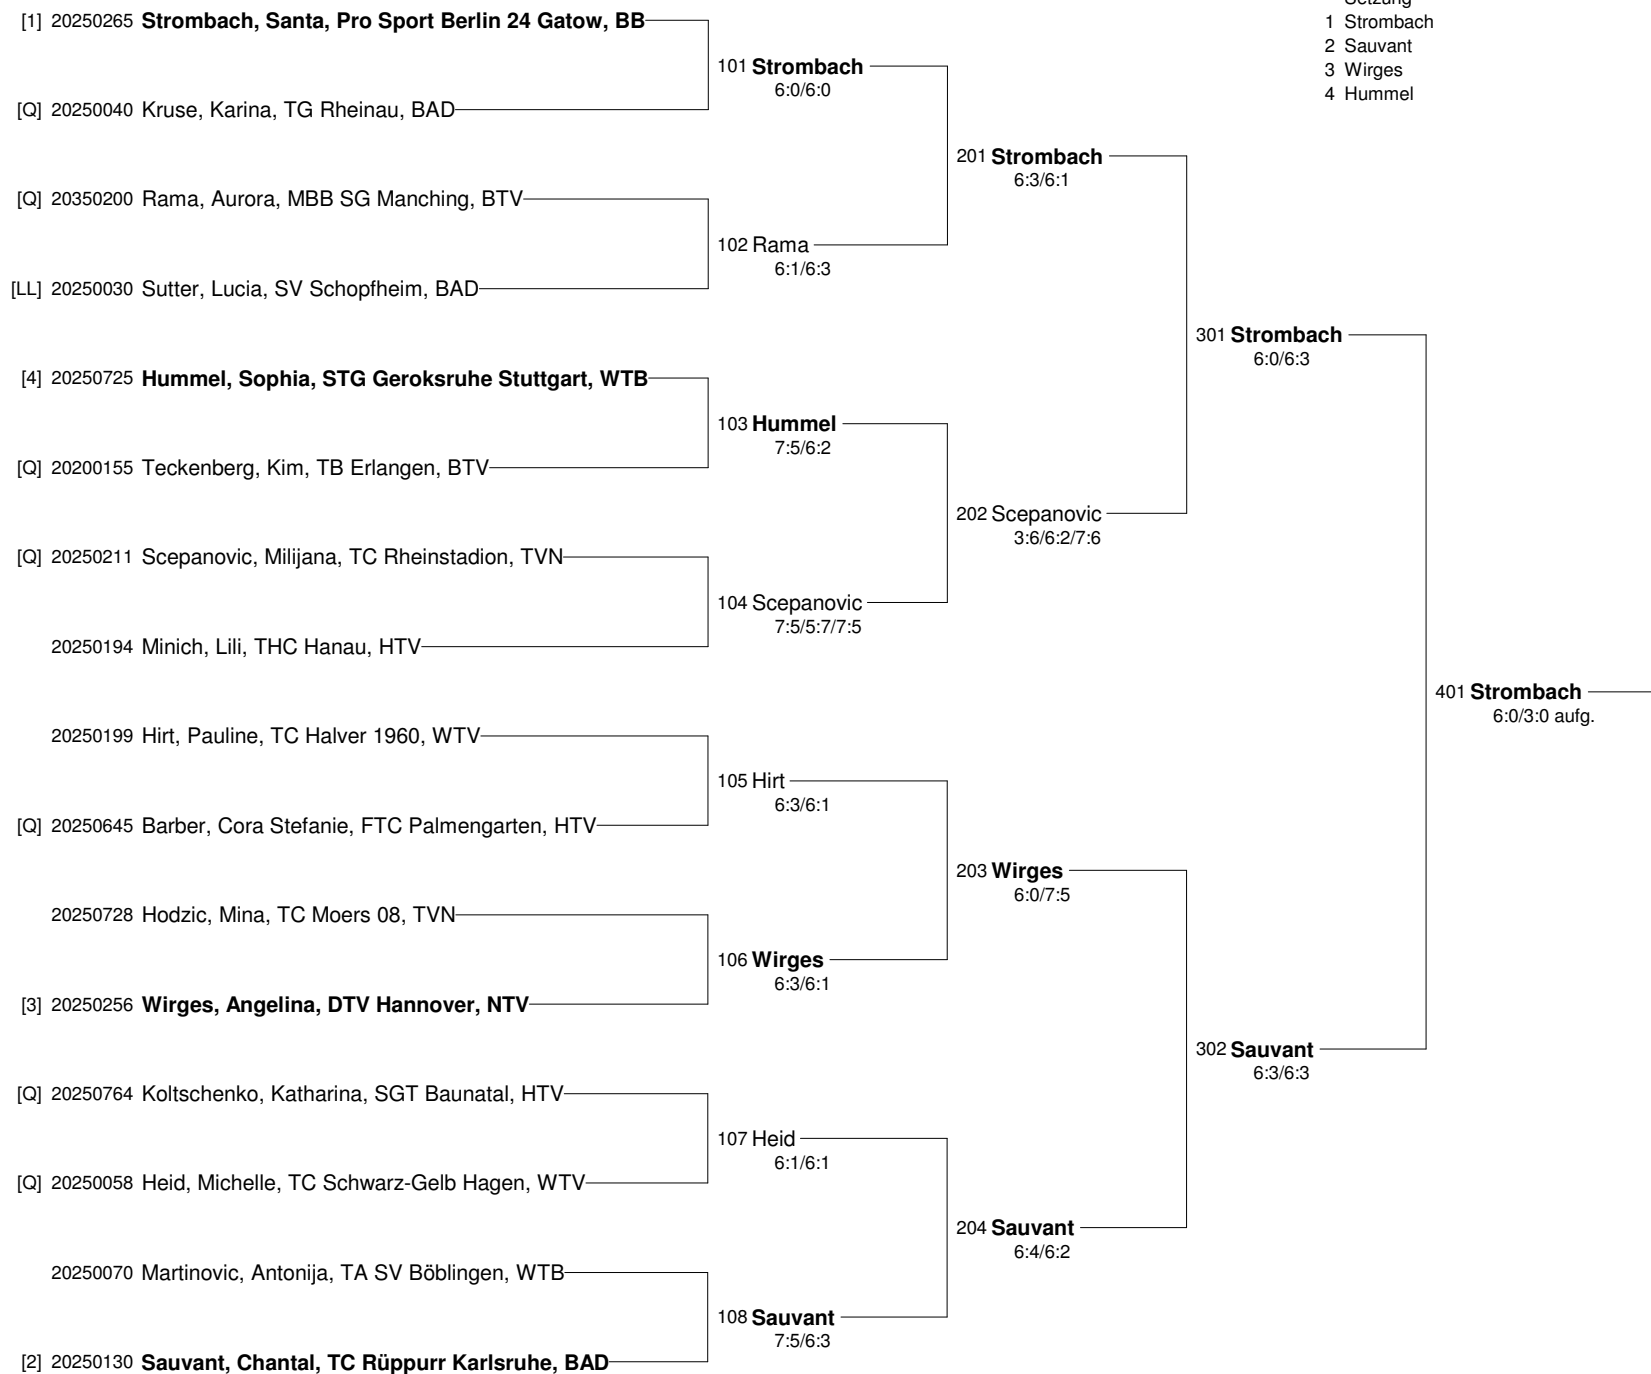 Setzung
1 Strombach
2 Sauvant
3 Wirges
4 Hummel
[1] 20250265 Strombach, Santa, Pro Sport Berlin 24 Gatow, BB
101 Strombach
6:0/6:0
[Q] 20250040 Kruse, Karina, TG Rheinau, BAD
201 Strombach
6:3/6:1
[Q] 20350200 Rama, Aurora, MBB SG Manching, BTV
102 Rama
6:1/6:3
[LL] 20250030 Sutter, Lucia, SV Schopfheim, BAD
301 Strombach
6:0/6:3
[4] 20250725 Hummel, Sophia, STG Geroksruhe Stuttgart, WTB
103 Hummel
7:5/6:2
[Q] 20200155 Teckenberg, Kim, TB Erlangen, BTV
202 Scepanovic
3:6/6:2/7:6
[Q] 20250211 Scepanovic, Milijana, TC Rheinstadion, TVN
104 Scepanovic
7:5/5:7/7:5
20250194 Minich, Lili, THC Hanau, HTV
401 Strombach
6:0/3:0 aufg.
20250199 Hirt, Pauline, TC Halver 1960, WTV
105 Hirt
6:3/6:1
[Q] 20250645 Barber, Cora Stefanie, FTC Palmengarten, HTV
203 Wirges
6:0/7:5
20250728 Hodzic, Mina, TC Moers 08, TVN
106 Wirges
6:3/6:1
[3] 20250256 Wirges, Angelina, DTV Hannover, NTV
302 Sauvant
6:3/6:3
[Q] 20250764 Koltschenko, Katharina, SGT Baunatal, HTV
107 Heid
6:1/6:1
[Q] 20250058 Heid, Michelle, TC Schwarz-Gelb Hagen, WTV
204 Sauvant
6:4/6:2
20250070 Martinovic, Antonija, TA SV Böblingen, WTB
108 Sauvant
7:5/6:3
[2] 20250130 Sauvant, Chantal, TC Rüppurr Karlsruhe, BAD